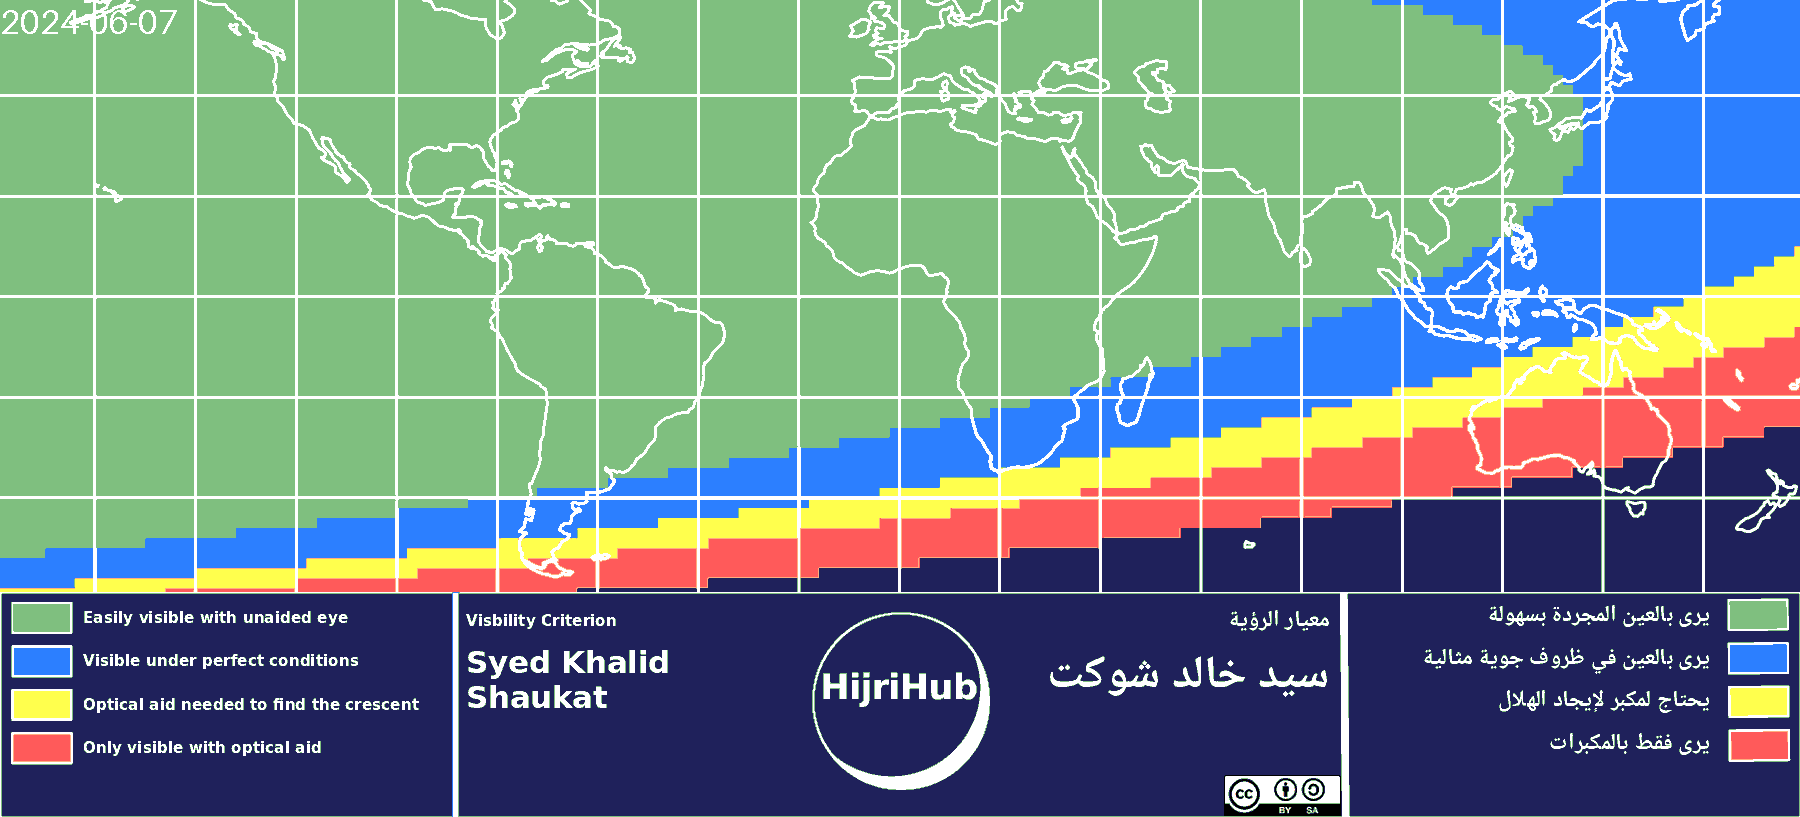 2024-06-07
Easily visible with unaided eye
Visible under perfect conditions
Optical aid needed to find the crescent
Only visible with optical aid
Visbility Criterion
Syed Khalid
Shaukat
HijriHub
معيار الرؤية
سيد خالد شوكت
cc BY SA
يرى بالعين المجردة بسهولة
يرى بالعين في ظروف جوية مثالية
يحتاج لمكبر لإيجاد الهلال
يرى فقط بالمكبرات